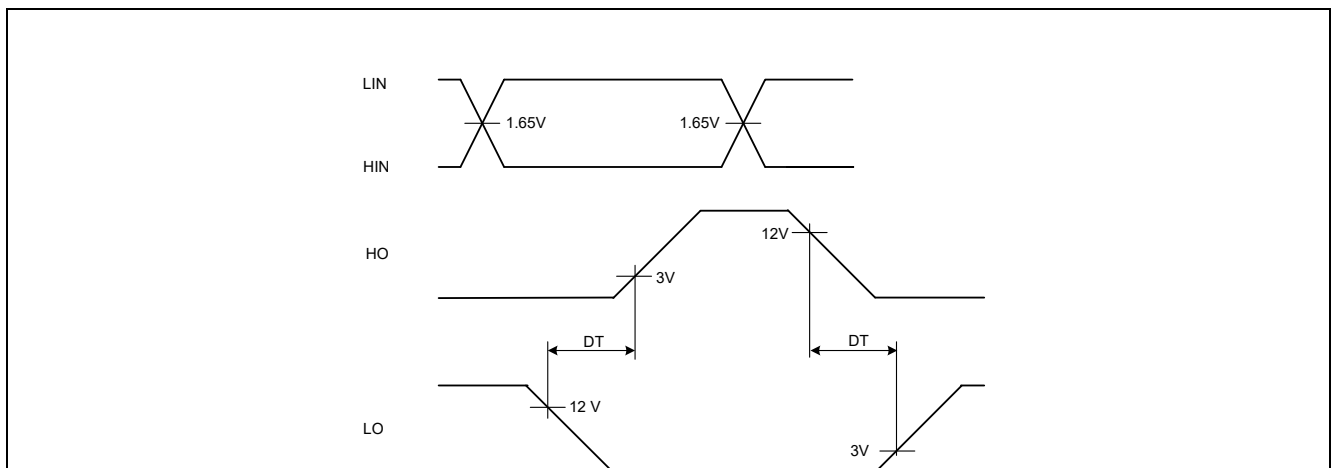 LIN
1.65V 1.65V
HIN
HO
12V
3V
DT DT
12 V
LO
3V